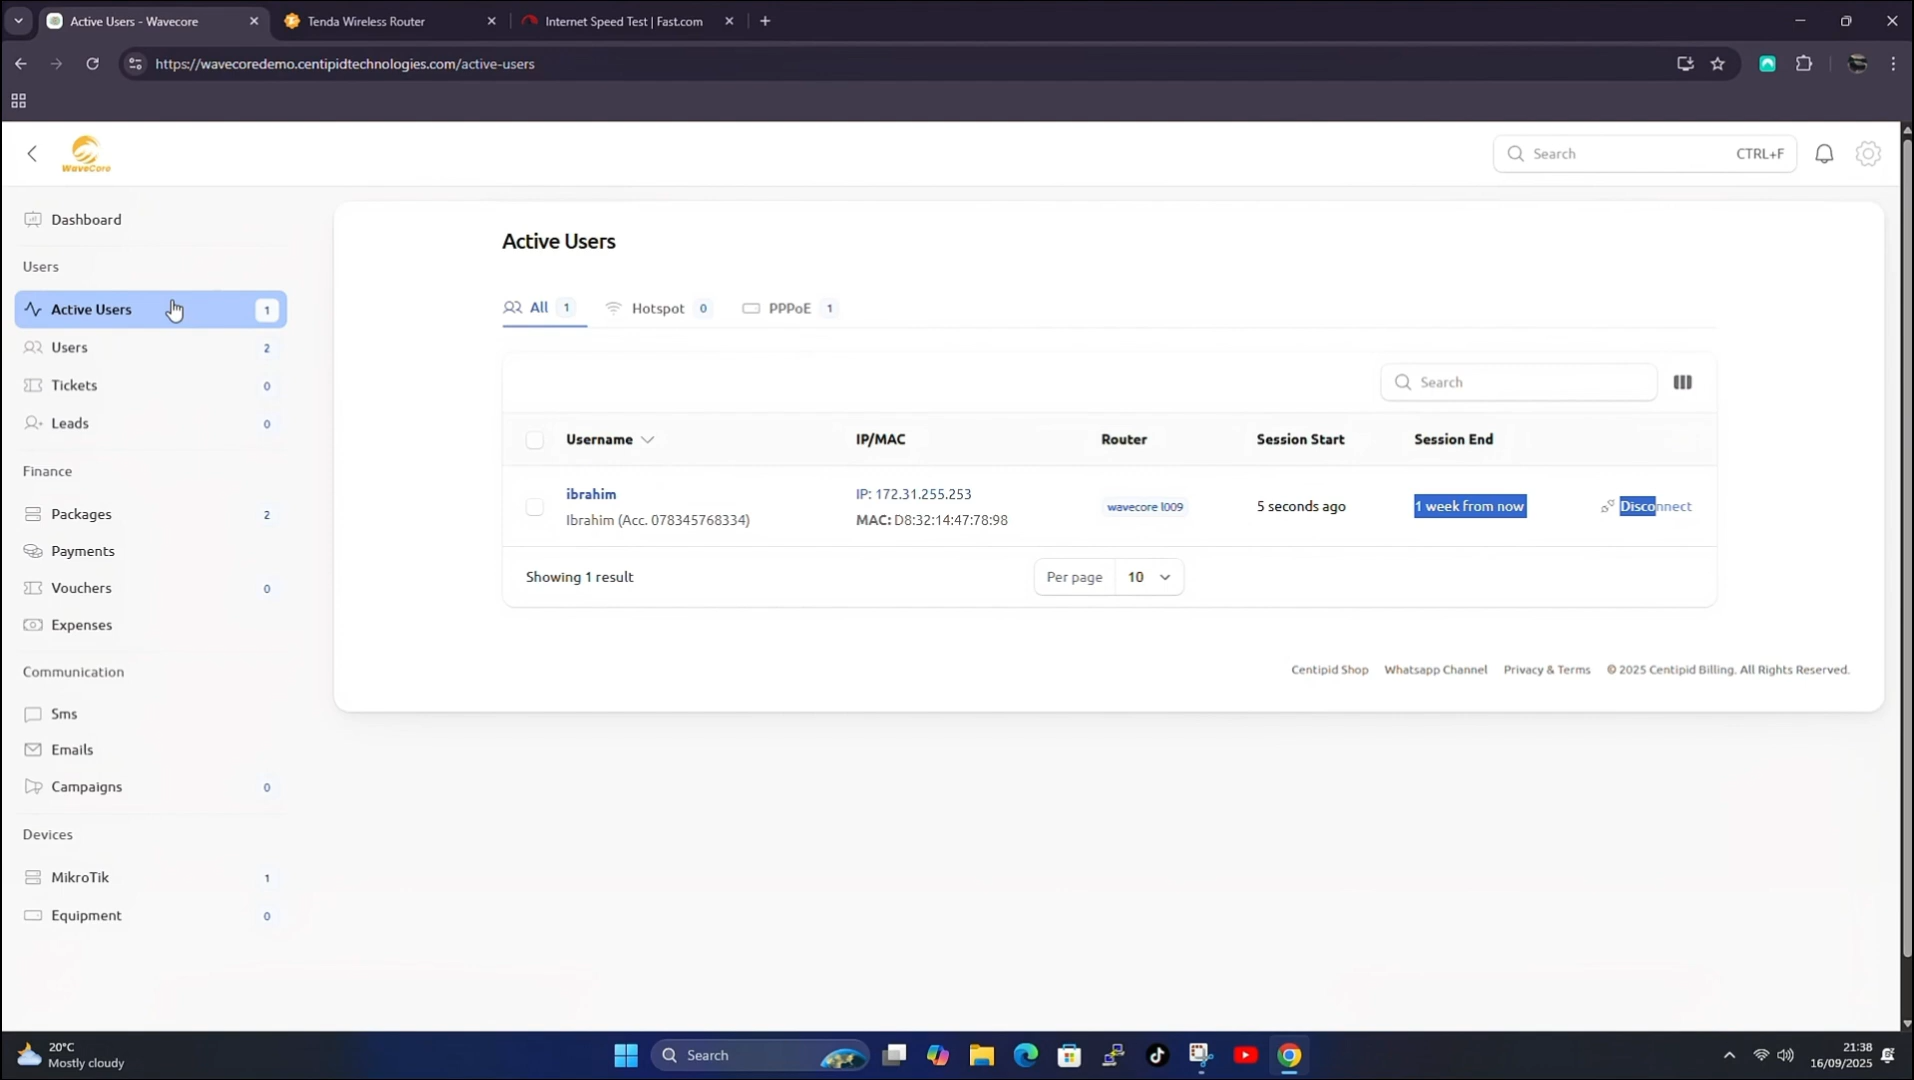 Active Users - Wavecore
Tenda Wireless Router
Internet Speed Test | Fast.com
https://wavecoredemo.centipidtechnologies.com/active-users
WaveCore
Search CTRL+F
Dashboard
Users
Active Users 1
Users 2
Tickets 0
Leads 0
Finance
Packages 2
Payments
Vouchers 0
Expenses
Communication
Sms
Emails
Campaigns 0
Devices
MikroTik 1
Equipment 0
Active Users
All 1 Hotspot 0 PPPoE 1
Search
Username IP/MAC Router Session Start Session End
ibrahim
Ibrahim (Acc. 078345768334)
IP: 172.31.255.253
MAC: D8:32:14:47:78:98
wavecore l009
5 seconds ago
1 week from now
Disconnect
Showing 1 result
Per page 10
Centipid Shop Whatsapp Channel Privacy & Terms © 2025 Centipid Billing. All Rights Reserved.
20°C
Mostly cloudy
Search
21:38
16/09/2025